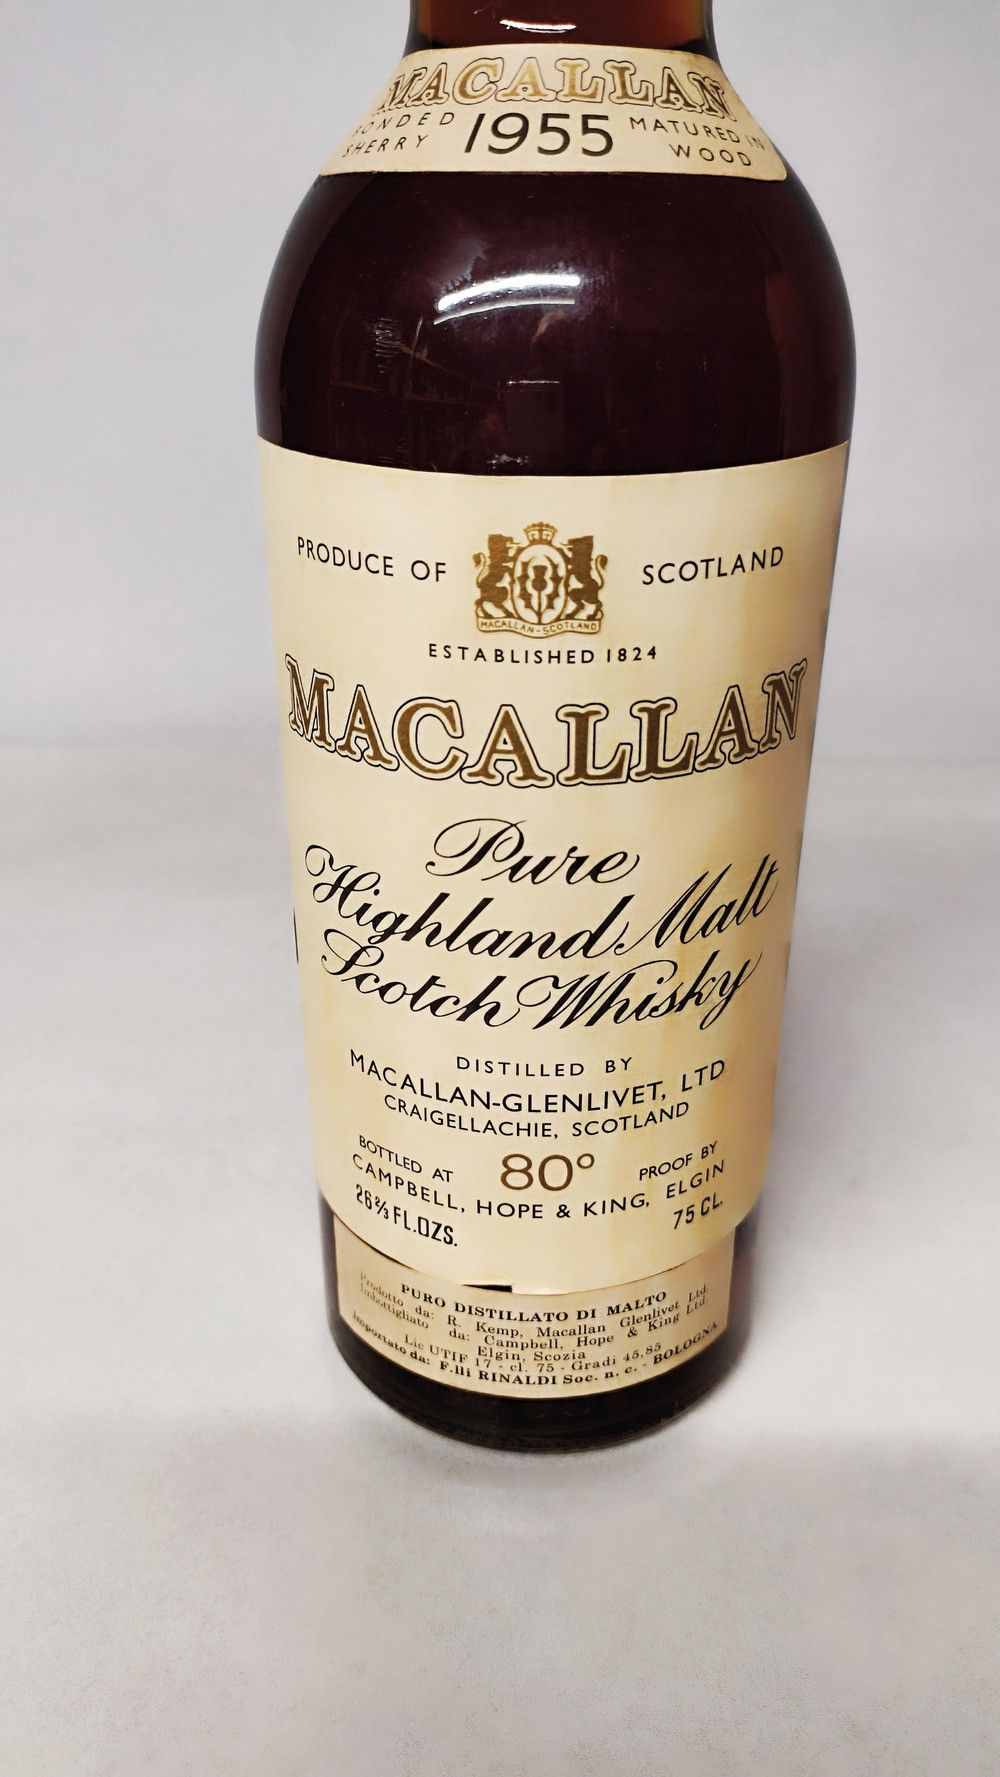 MACALLAN
BONDED 1955 MATURED IN
SHERRY WOOD
PRODUCE OF SCOTLAND
MACALLAN-SCOTLAND
ESTABLISHED 1824
MACALLAN
Pure
Highland Malt
Scotch Whisky
DISTILLED BY
MACALLAN-GLENLIVET, LTD
CRAIGELLACHIE, SCOTLAND
BOTTLED AT 80° PROOF BY
CAMPBELL, HOPE & KING, ELGIN
26⅔ FL.OZS. 75 CL.
PURO DISTILLATO DI MALTO
Prodotto da: R. Kemp, Macallan Glenlivet Ltd.
Imbottigliato da: Campbell, Hope & King Ltd.
Elgin, Scozia
Lic UTIF 17 - cl. 75 - Gradi 45,85
Importato da: F.lli RINALDI Soc. n. c. - BOLOGNA